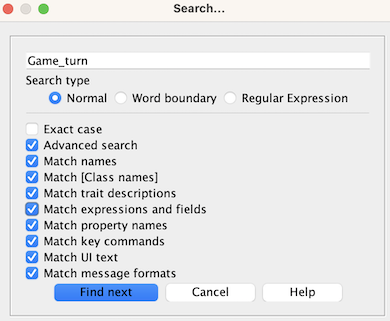 Search...
Game_turn
Search type
Normal Word boundary Regular Expression
Exact case
Advanced search
Match names
Match [Class names]
Match trait descriptions
Match expressions and fields
Match property names
Match key commands
Match UI text
Match message formats
Find next Cancel Help